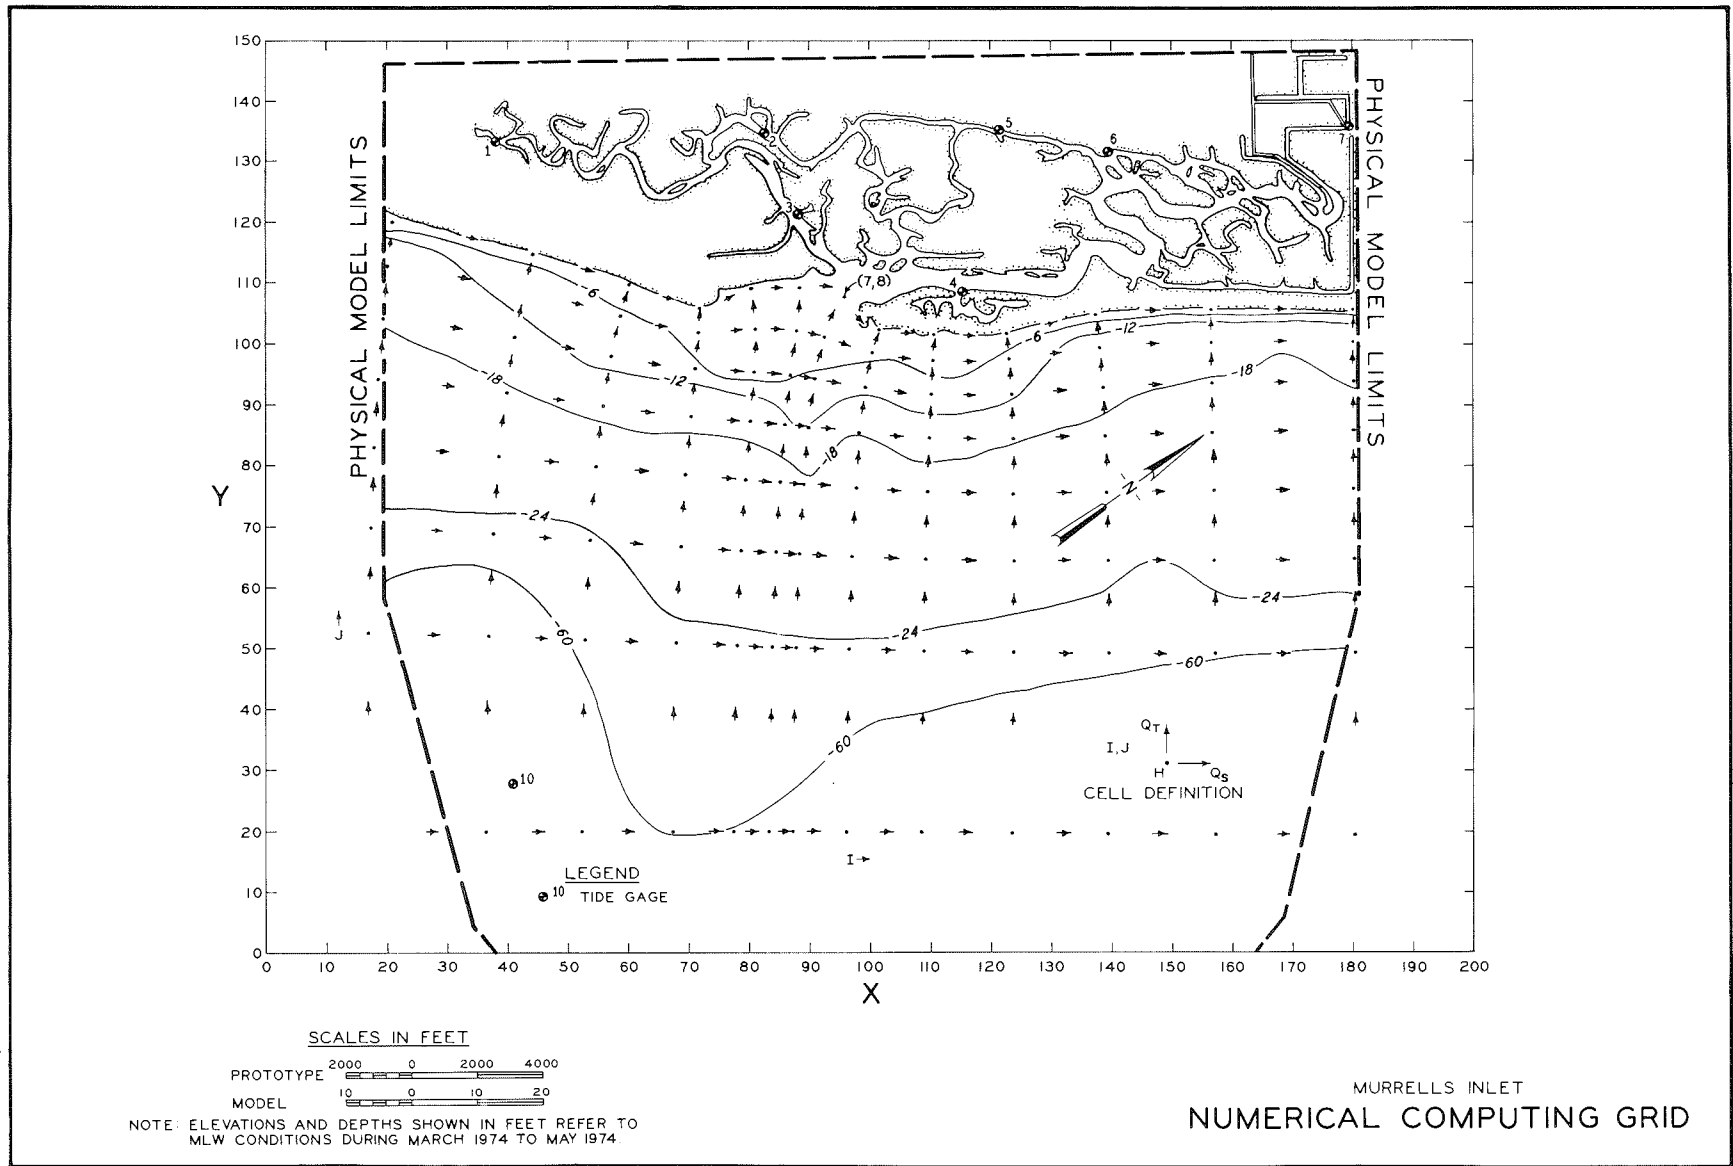 150
140
130
120
110
100
90
80
70
60
50
40
30
20
10
0
Y
0 10 20 30 40 50 60 70 80 90 100 110 120 130 140 150 160 170 180 190 200
X
PHYSICAL MODEL LIMITS
PHYSICAL MODEL LIMITS
1
2
3
4
5
6
7
(7,8)
-6
-6
-12
-12
-18
-18
-18
-24
-24
-24
-60
-60
-60
N
J
I
10
QT
I,J
H QS
CELL DEFINITION
LEGEND
10 TIDE GAGE
SCALES IN FEET
PROTOTYPE 2000 0 2000 4000
MODEL 10 0 10 20
NOTE: ELEVATIONS AND DEPTHS SHOWN IN FEET REFER TO
MLW CONDITIONS DURING MARCH 1974 TO MAY 1974.
MURRELLS INLET
NUMERICAL COMPUTING GRID